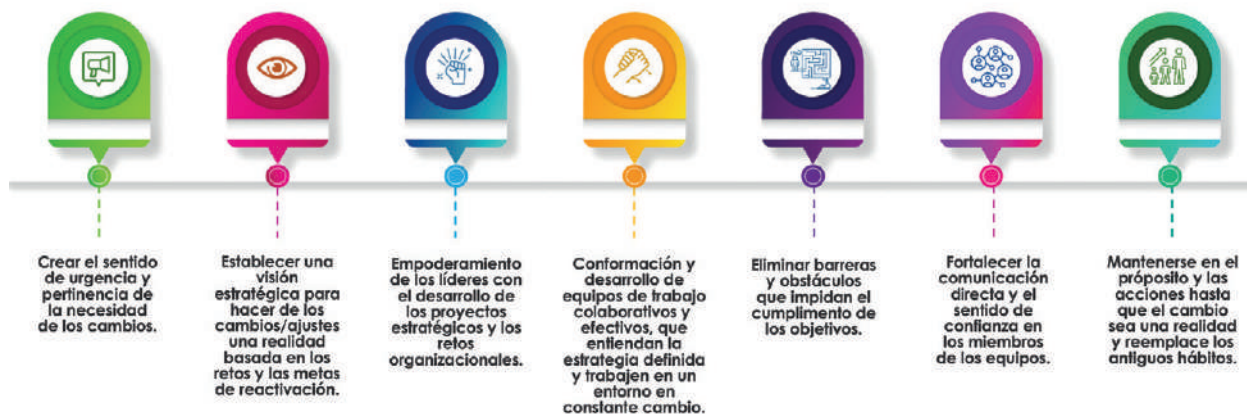 Crear el sentido
de urgencia y
pertinencia de
la necesidad
de los cambios.
Establecer una
visión
estratégica para
hacer de los
cambios/ajustes
una realidad
basada en los
retos y las metas
de reactivación.
Empoderamiento
de los líderes con
el desarrollo de
los proyectos
estratégicos y los
retos
organizacionales.
Conformación y
desarrollo de
equipos de trabajo
colaborativos y
efectivos, que
entiendan la
estrategia definida
y trabajen en un
entorno en
constante cambio.
Eliminar barreras
y obstáculos
que impidan el
cumplimento de
los objetivos.
Fortalecer la
comunicación
directa y el
sentido de
confianza en
los miembros
de los equipos.
Mantenerse en el
própósito y las
acciones hasta
que el cambio
sea una realidad
y reemplace los
antiguos hábitos.